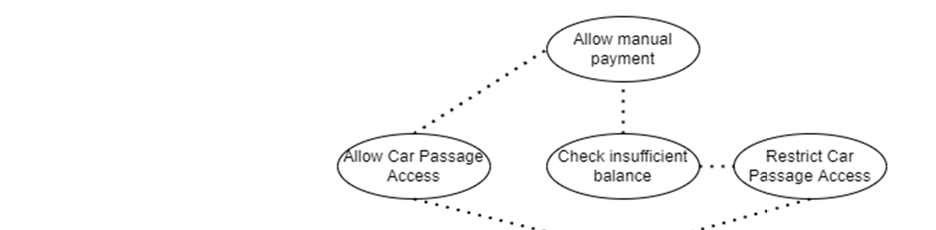 Allow manual
payment
Allow Car Passage
Access
Check insufficient
balance
Restrict Car
Passage Access